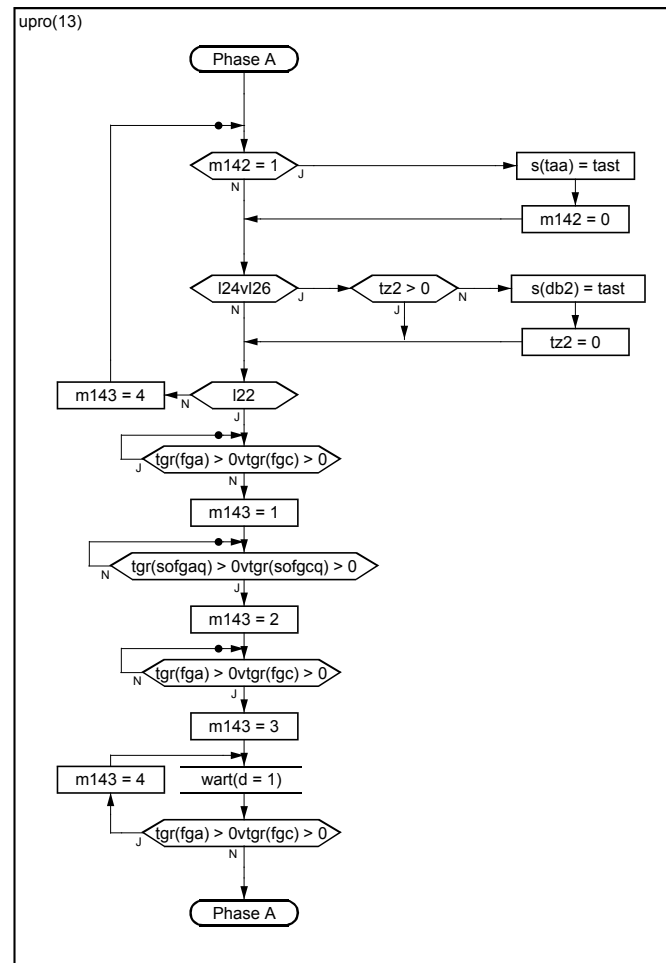 upro(13)
Phase A
m142 = 1
J
N
s(taa) = tast
m142 = 0
l24vl26
J
N
tz2 > 0
N
J
s(db2) = tast
tz2 = 0
m143 = 4
N
l22
J
tgr(fga) > 0vtgr(fgc) > 0
J
N
m143 = 1
tgr(sofgaq) > 0vtgr(sofgcq) > 0
N
J
m143 = 2
tgr(fga) > 0vtgr(fgc) > 0
N
J
m143 = 3
m143 = 4
wart(d = 1)
tgr(fga) > 0vtgr(fgc) > 0
J
N
Phase A